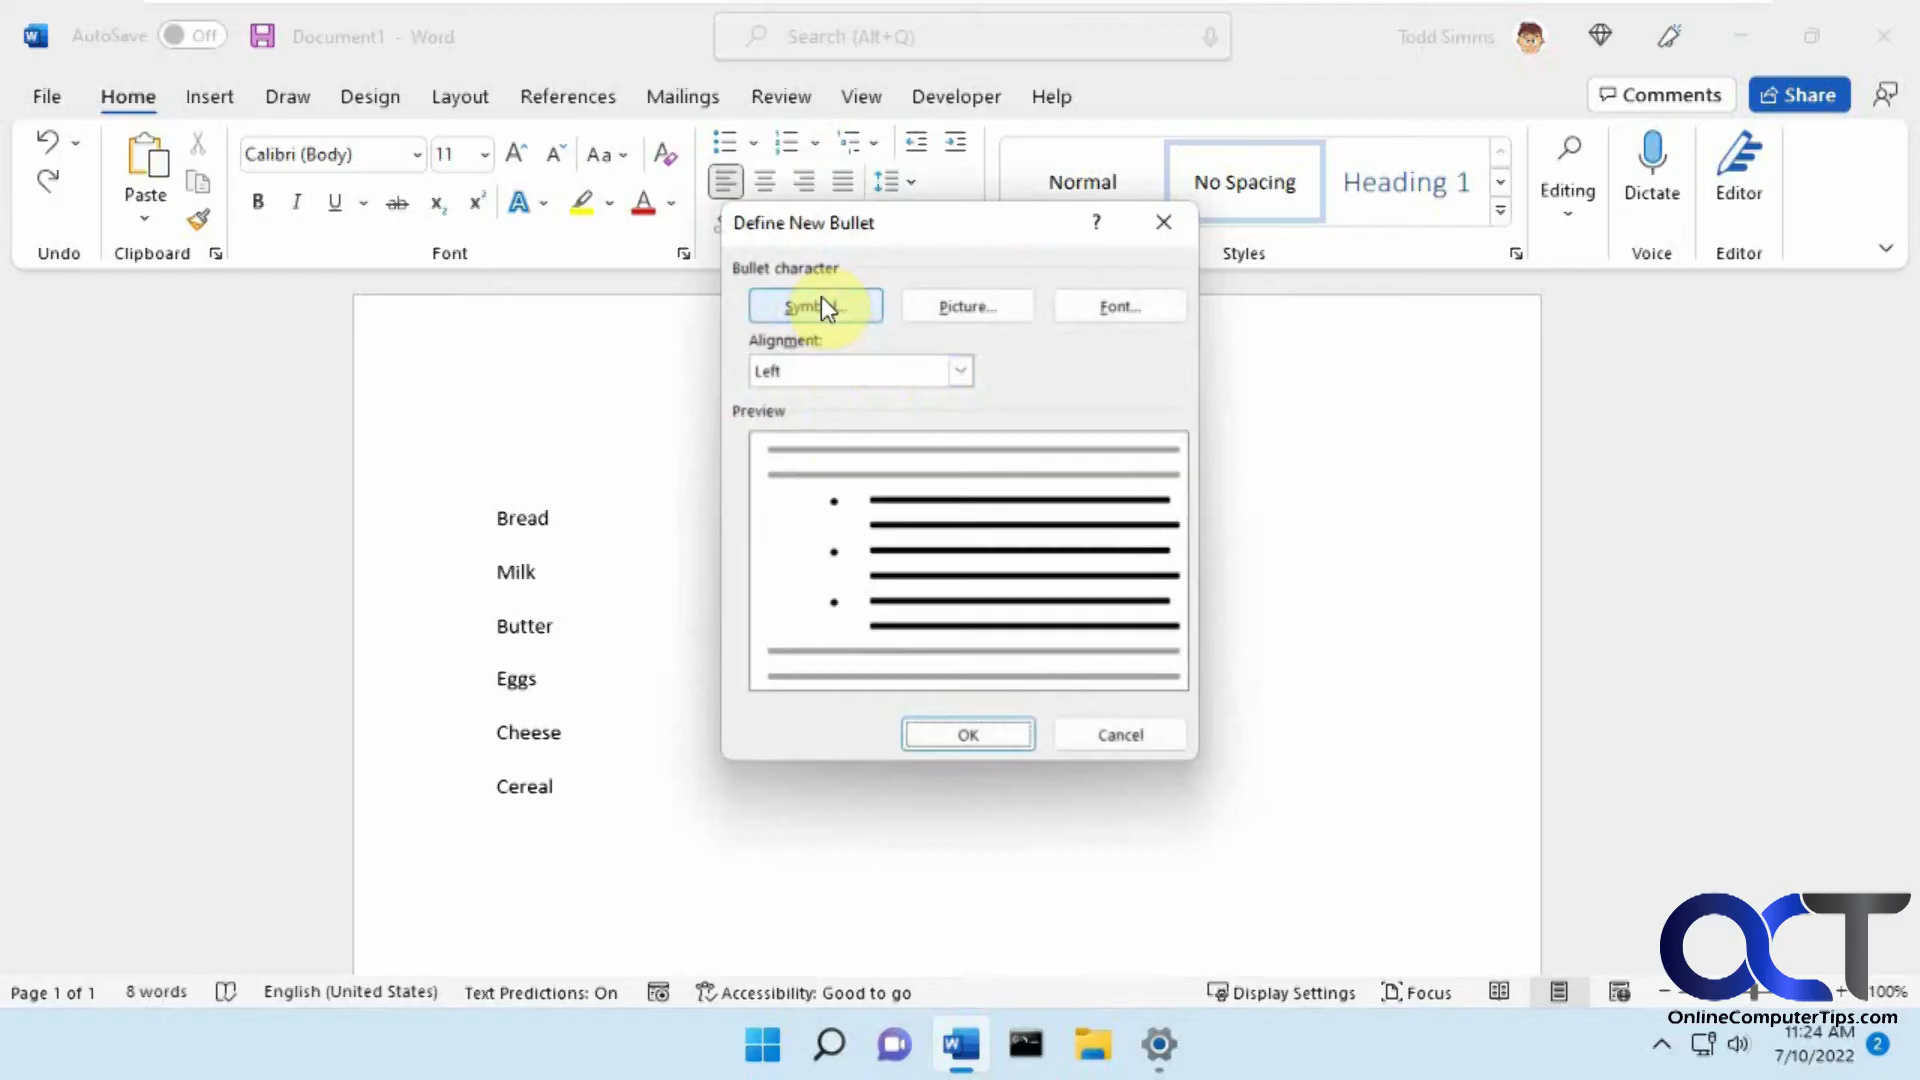 AutoSave Off Document1 - Word Search (Alt+Q) Todd Simms
File Home Insert Draw Design Layout References Mailings Review View Developer Help Comments Share
Calibri (Body) 11 Aa
Paste
Normal No Spacing Heading 1 Editing Dictate Editor
Undo Clipboard Font Styles Voice Editor
Define New Bullet ?
Bullet character
Symbol... Picture... Font...
Alignment:
Left
Preview
OK Cancel
Bread
Milk
Butter
Eggs
Cheese
Cereal
OCT
OnlineComputerTips.com
Page 1 of 1 8 words English (United States) Text Predictions: On Accessibility: Good to go Display Settings Focus 100%
11:24 AM
7/10/2022 2